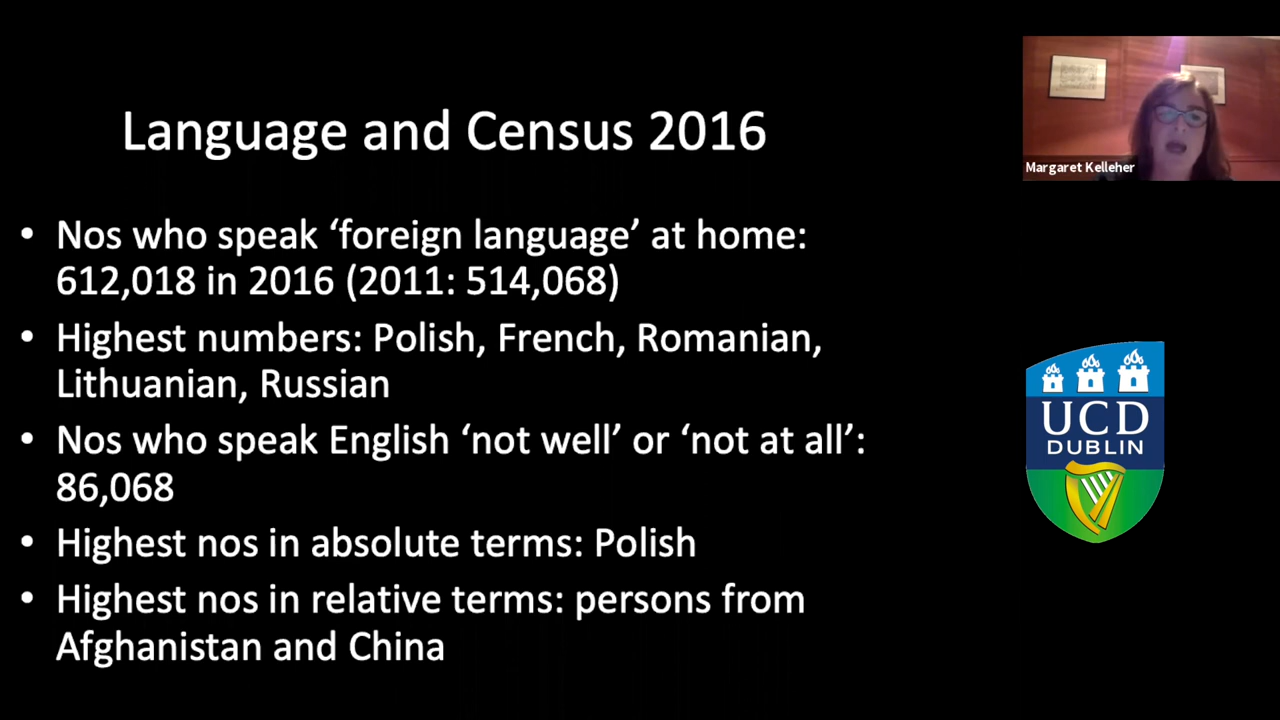 Language and Census 2016
• Nos who speak ‘foreign language’ at home:
612,018 in 2016 (2011: 514,068)
• Highest numbers: Polish, French, Romanian,
Lithuanian, Russian
• Nos who speak English ‘not well’ or ‘not at all’:
86,068
• Highest nos in absolute terms: Polish
• Highest nos in relative terms: persons from
Afghanistan and China
Margaret Kelleher
UCD
DUBLIN